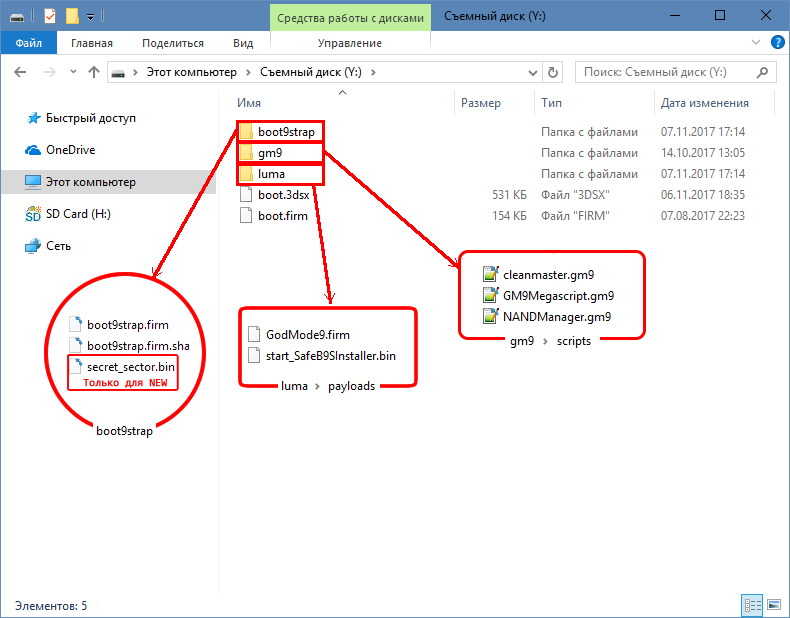 Средства работы с дисками
Съемный диск (Y:)
Файл
Главная
Поделиться
Вид
Управление
Этот компьютер
Съемный диск (Y:)
Поиск: Съемный диск (Y:)
Имя
Размер
Тип
Дата изменения
Быстрый доступ
OneDrive
Этот компьютер
SD Card (H:)
Сеть
boot9strap Папка с файлами 07.11.2017 17:14
gm9 Папка с файлами 14.10.2017 13:05
luma Папка с файлами 07.11.2017 17:14
boot.3dsx 531 КБ Файл "3DSX" 06.11.2017 18:35
boot.firm 154 КБ Файл "FIRM" 07.08.2017 22:23
boot9strap.firm
boot9strap.firm.sha
secret_sector.bin
Только для NEW
boot9strap
GodMode9.firm
start_SafeB9SInstaller.bin
luma > payloads
cleanmaster.gm9
GM9Megascript.gm9
NANDManager.gm9
gm9 > scripts
Элементов: 5